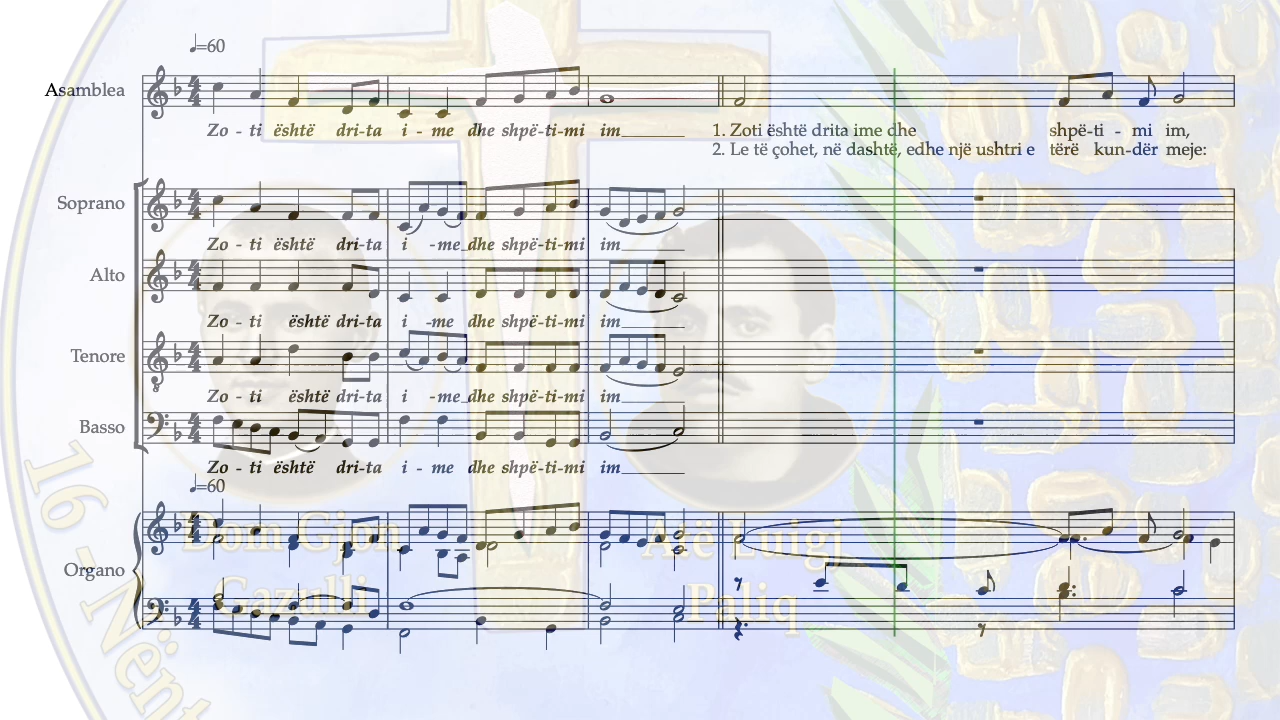 ♩=60
Asamblea
Zo - ti është dri-ta i - me dhe shpë-ti-mi im
1. Zoti është drita ime dhe shpë-ti - mi im,
2. Le të çohet, në dashtë, edhe një ushtri e tërë kun-dër meje:
Soprano
Zo - ti është dri-ta i -me dhe shpë-ti-mi im
Alto
Zo - ti është dri-ta i -me dhe shpë-ti-mi im
Tenore
Zo - ti është dri-ta i -me dhe shpë-ti-mi im
Basso
Zo - ti është dri-ta i - me dhe shpë-ti-mi im
♩=60
Organo
Dom Gjon
Gazulli
Atë Luigj
Paliq
16 - Nënt